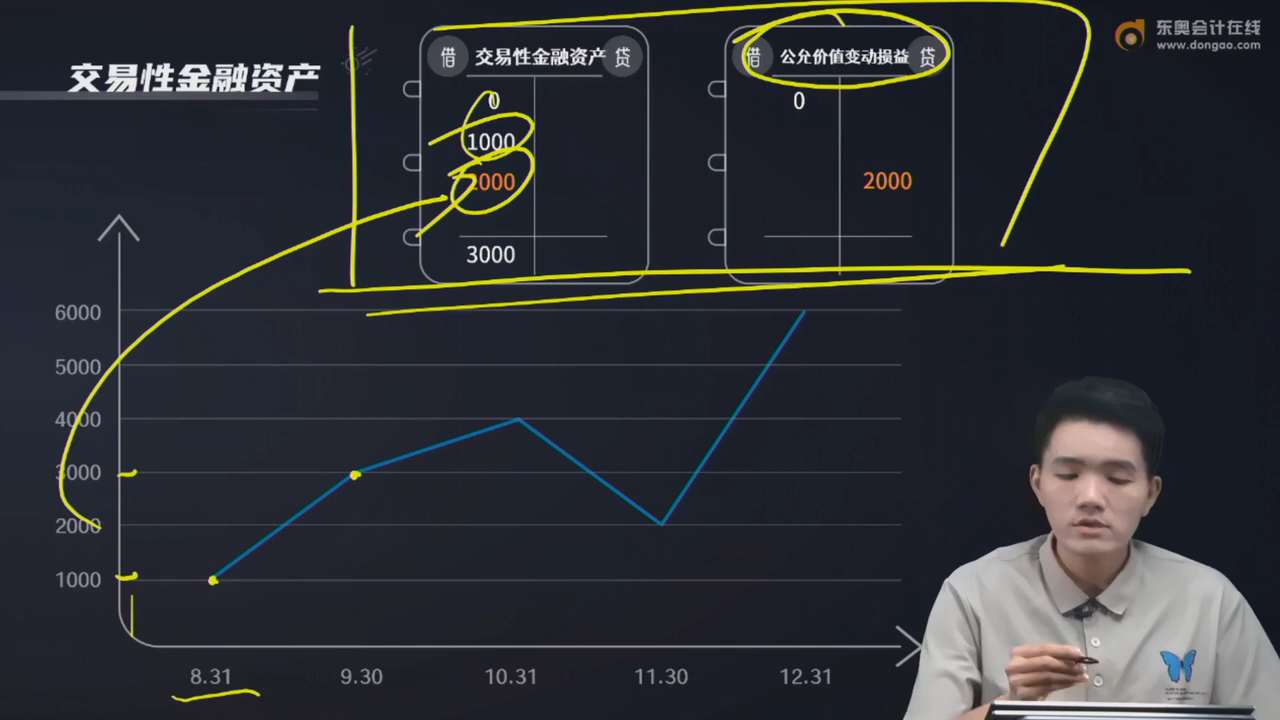 东奥会计在线
www.dongao.com
交易性金融资产
借 交易性金融资产 贷
0
1000
2000
3000
借 公允价值变动损益 贷
0
2000
6000
5000
4000
3000
2000
1000
8.31 9.30 10.31 11.30 12.31